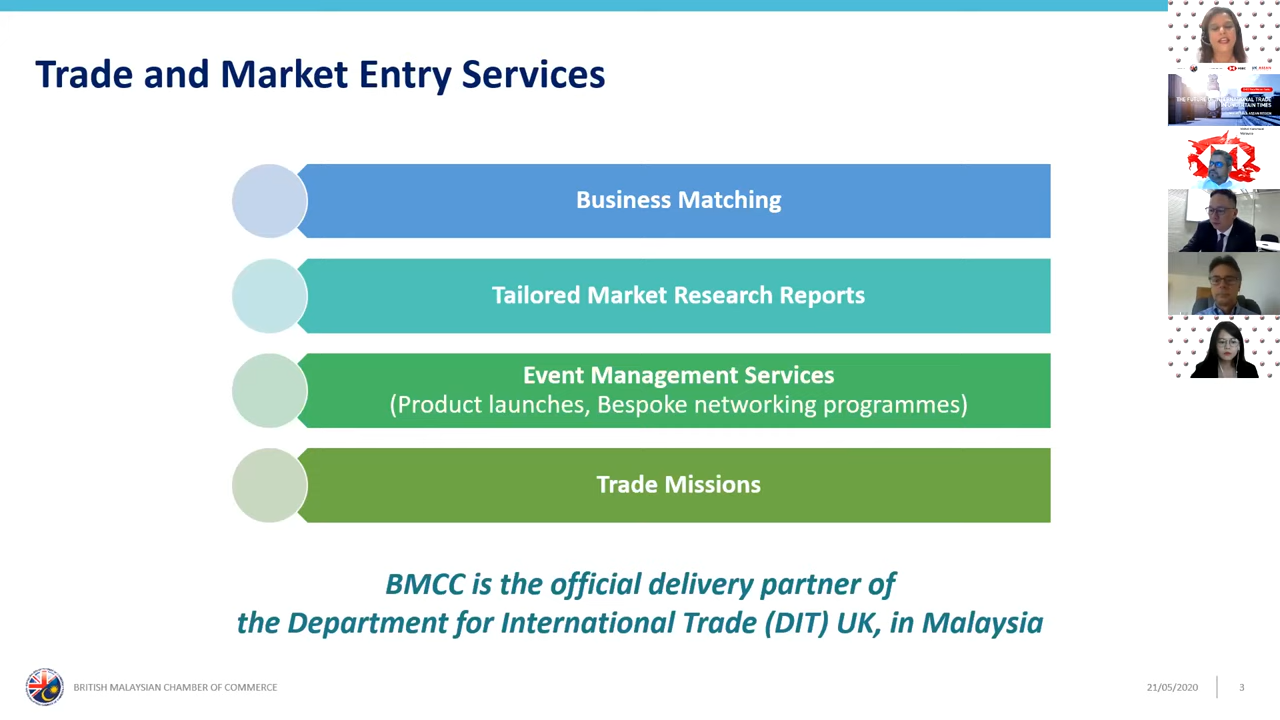 Trade and Market Entry Services
Business Matching
Tailored Market Research Reports
Event Management Services
(Product launches, Bespoke networking programmes)
Trade Missions
BMCC is the official delivery partner of
the Department for International Trade (DIT) UK, in Malaysia
BRITISH MALAYSIAN CHAMBER OF COMMERCE
21/05/2020
3